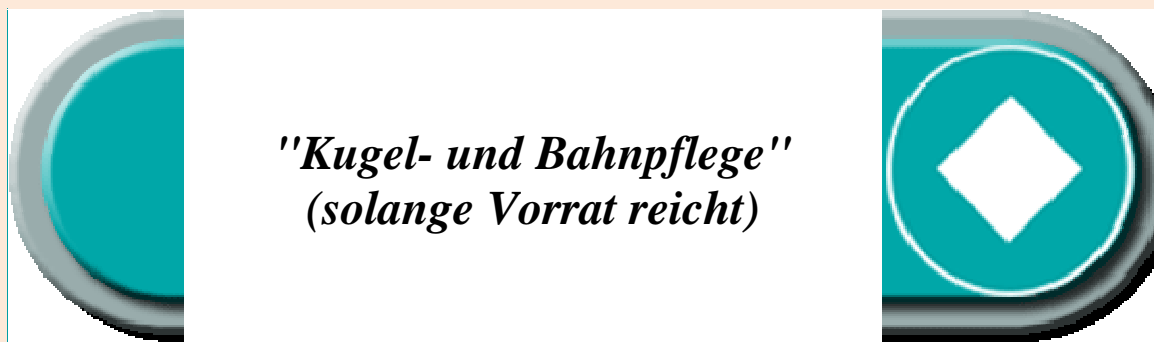 "Kugel- und Bahnpflege"
(solange Vorrat reicht)